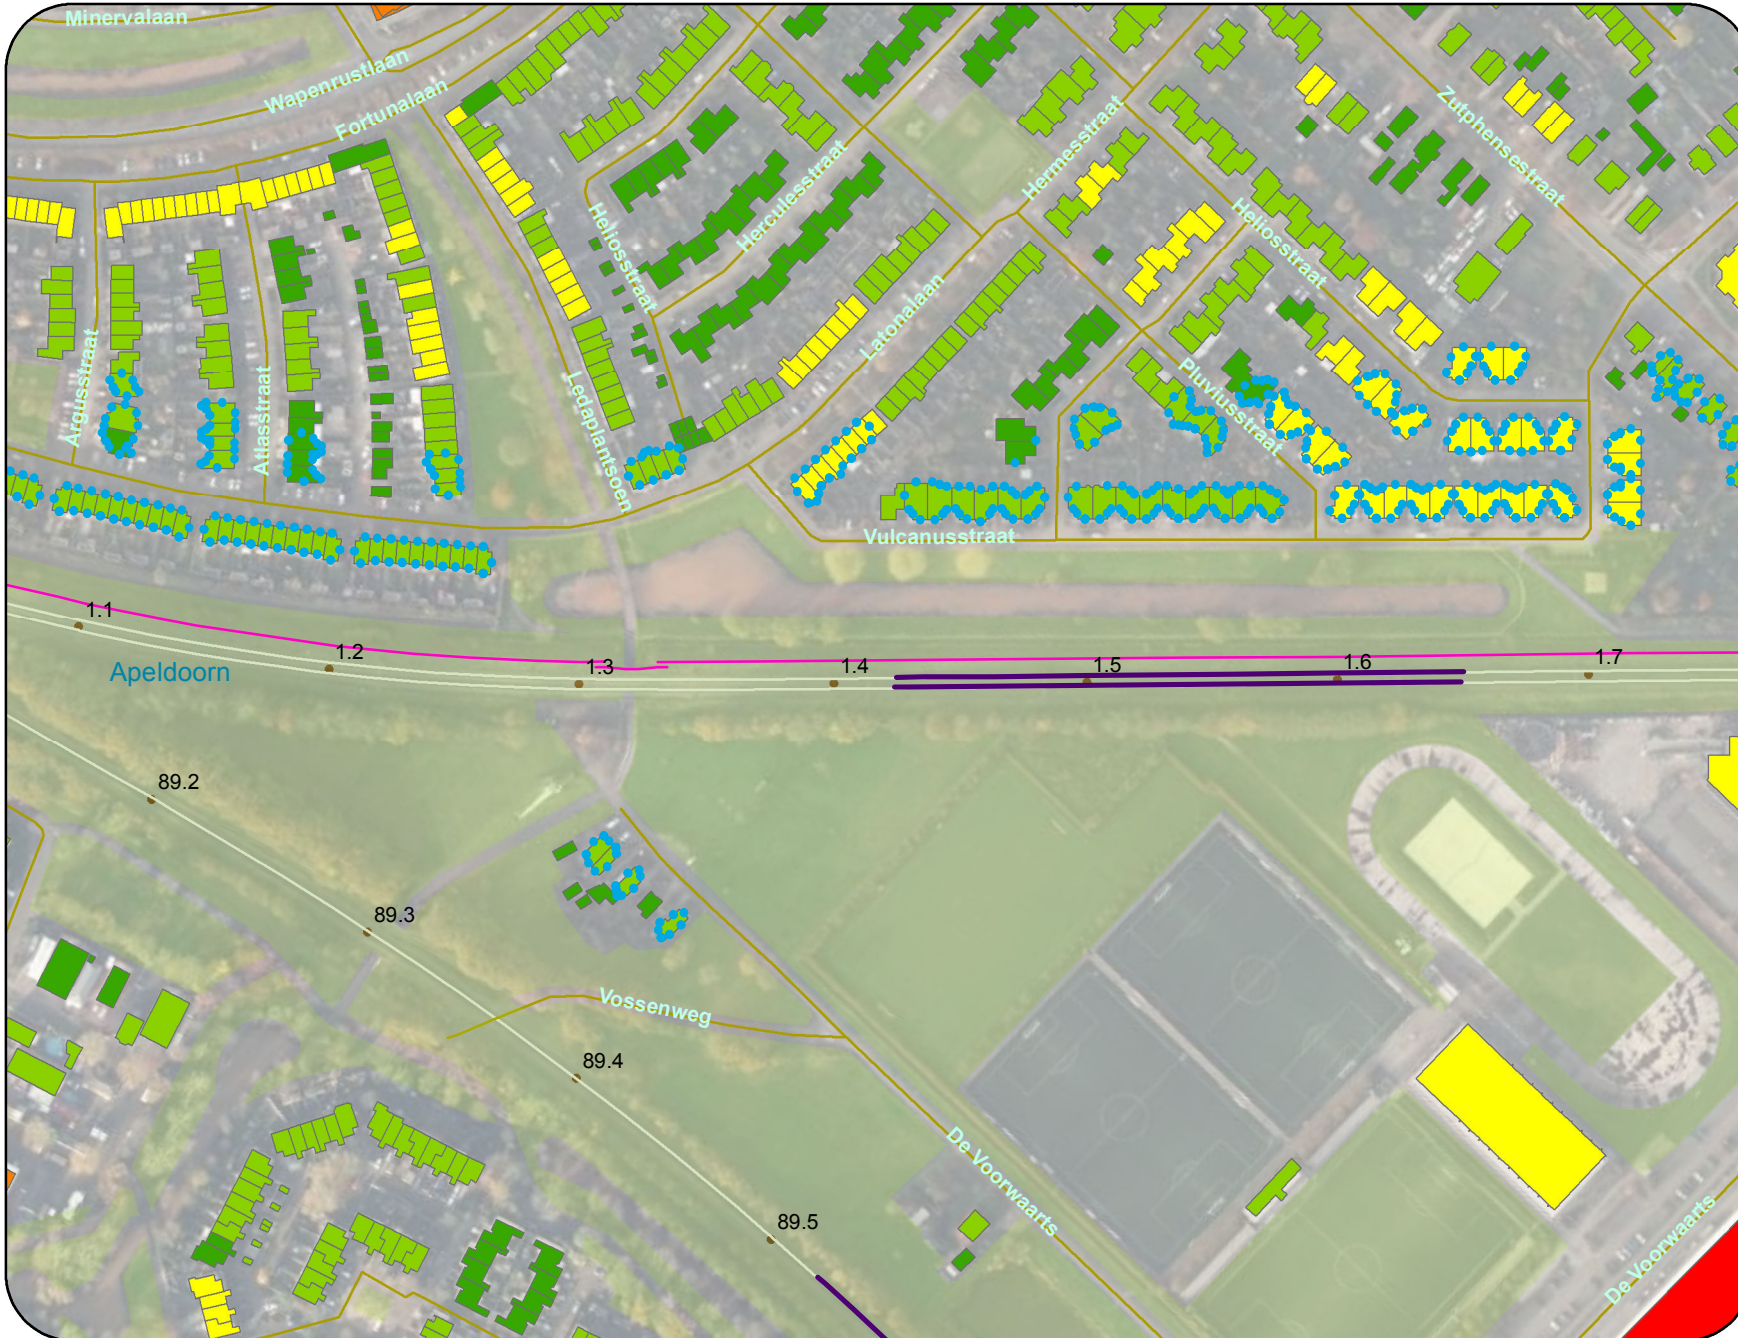 Minervalaan
Wapenrustlaan
Fortunalaan
Zutphensestraat
Hermesstraat
Herculesstraat
Heliosstraat
Heliosstraat
Latonalaan
Pluviusstraat
Argusstraat
Atlasstraat
Ledaplantsoen
Vulcanusstraat
1.1
1.2
1.3
1.4
1.5
1.6
1.7
Apeldoorn
89.2
89.3
Vossenweg
89.4
De Voorwaarts
89.5
De Voorwaarts